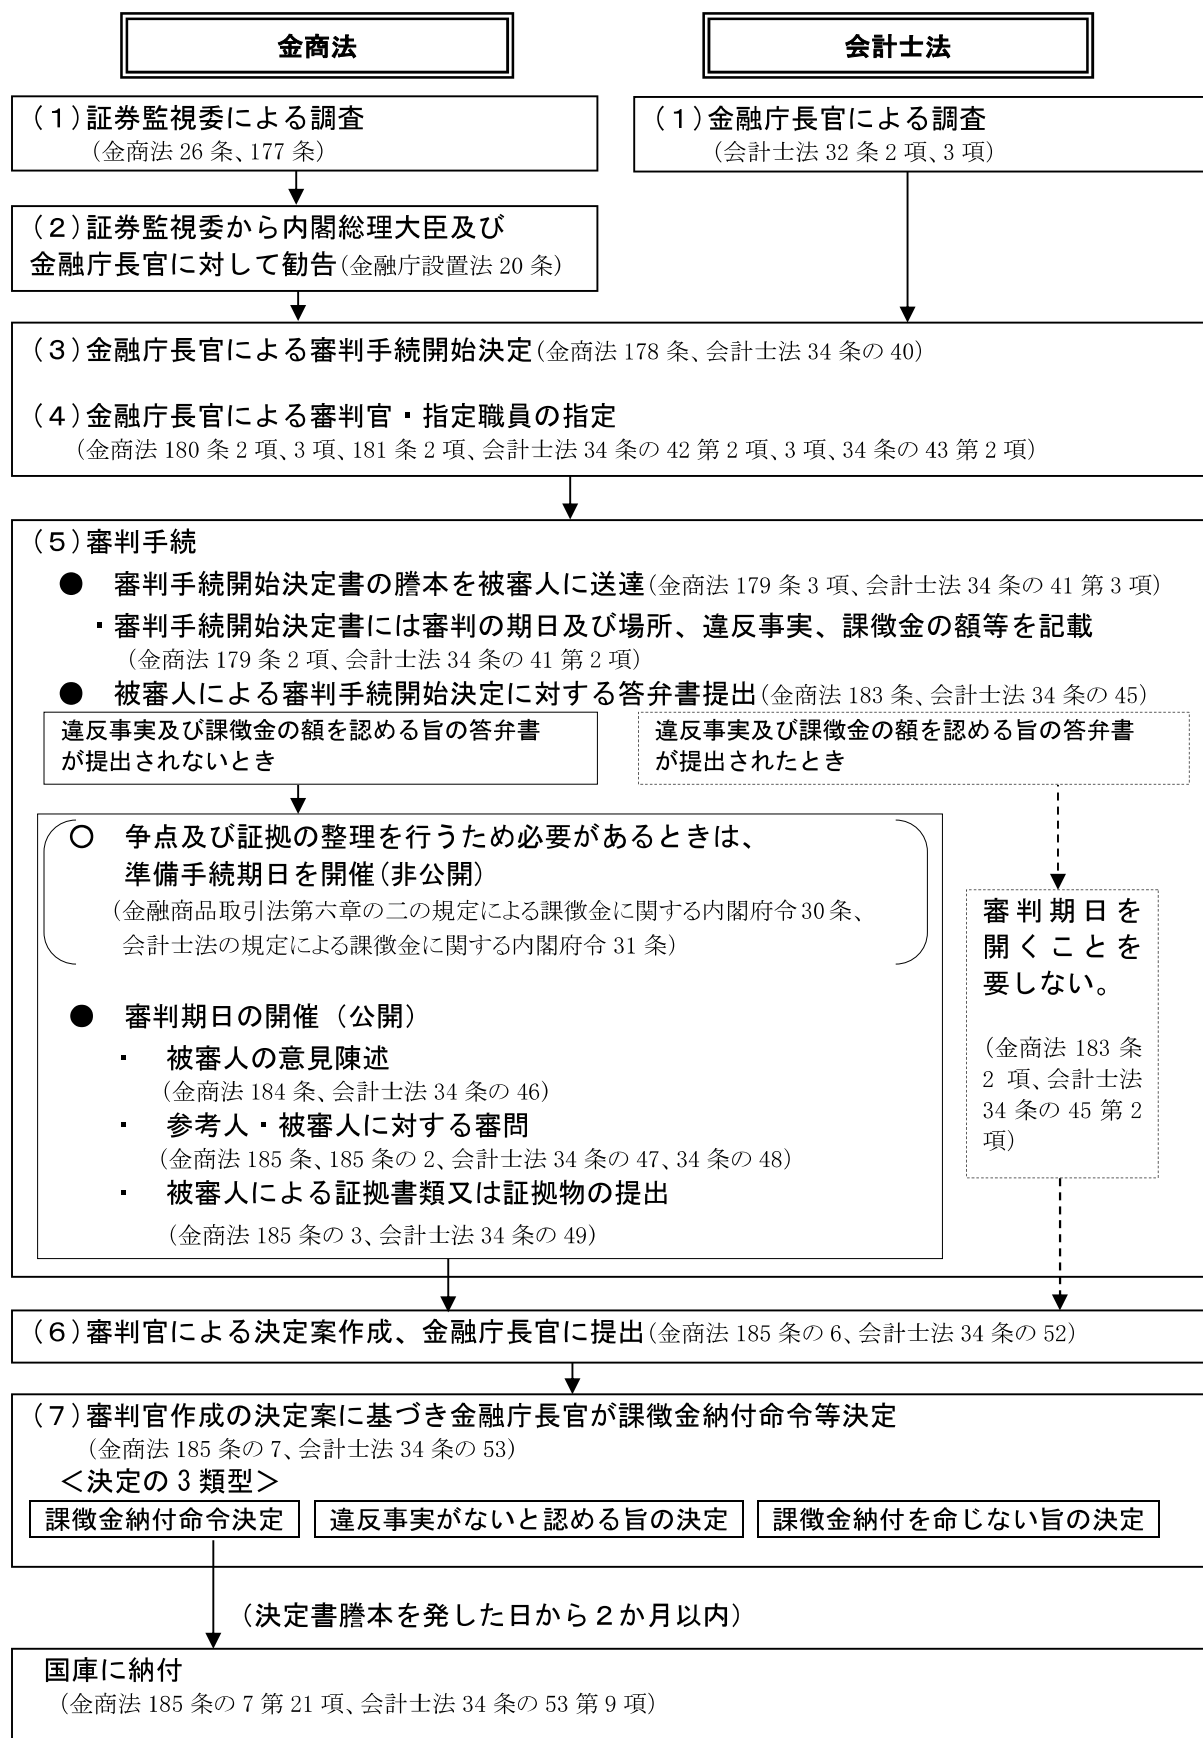 金商法
会計士法
（１）証券監視委による調査
（金商法 26 条、177 条）
（１）金融庁長官による調査
（会計士法 32 条 2 項、3 項）
（２）証券監視委から内閣総理大臣及び
金融庁長官に対して勧告（金融庁設置法 20 条）
（３）金融庁長官による審判手続開始決定（金商法 178 条、会計士法 34 条の 40）
（４）金融庁長官による審判官・指定職員の指定
（金商法 180 条 2 項、3 項、181 条 2 項、会計士法 34 条の 42 第 2 項、3 項、34 条の 43 第 2 項）
（５）審判手続
● 審判手続開始決定書の謄本を被審人に送達（金商法 179 条 3 項、会計士法 34 条の 41 第 3 項）
・審判手続開始決定書には審判の期日及び場所、違反事実、課徴金の額等を記載
（金商法 179 条 2 項、会計士法 34 条の 41 第 2 項）
● 被審人による審判手続開始決定に対する答弁書提出（金商法 183 条、会計士法 34 条の 45）
違反事実及び課徴金の額を認める旨の答弁書
が提出されないとき
違反事実及び課徴金の額を認める旨の答弁書
が提出されたとき
○ 争点及び証拠の整理を行うため必要があるときは、
準備手続期日を開催（非公開）
（金融商品取引法第六章の二の規定による課徴金に関する内閣府令 30 条、
会計士法の規定による課徴金に関する内閣府令 31 条）
● 審判期日の開催（公開）
・ 被審人の意見陳述
（金商法 184 条、会計士法 34 条の 46）
・ 参考人・被審人に対する審問
（金商法 185 条、185 条の 2、会計士法 34 条の 47、34 条の 48）
・ 被審人による証拠書類又は証拠物の提出
（金商法 185 条の 3、会計士法 34 条の 49）
審判期日を
開くことを
要しない。
（金商法 183 条
2 項、会計士法
34 条の 45 第 2
項）
（６）審判官による決定案作成、金融庁長官に提出（金商法 185 条の 6、会計士法 34 条の 52）
（７）審判官作成の決定案に基づき金融庁長官が課徴金納付命令等決定
（金商法 185 条の 7、会計士法 34 条の 53）
＜決定の３類型＞
課徴金納付命令決定
違反事実がないと認める旨の決定
課徴金納付を命じない旨の決定
（決定書謄本を発した日から２か月以内）
国庫に納付
（金商法 185 条の 7 第 21 項、会計士法 34 条の 53 第 9 項）